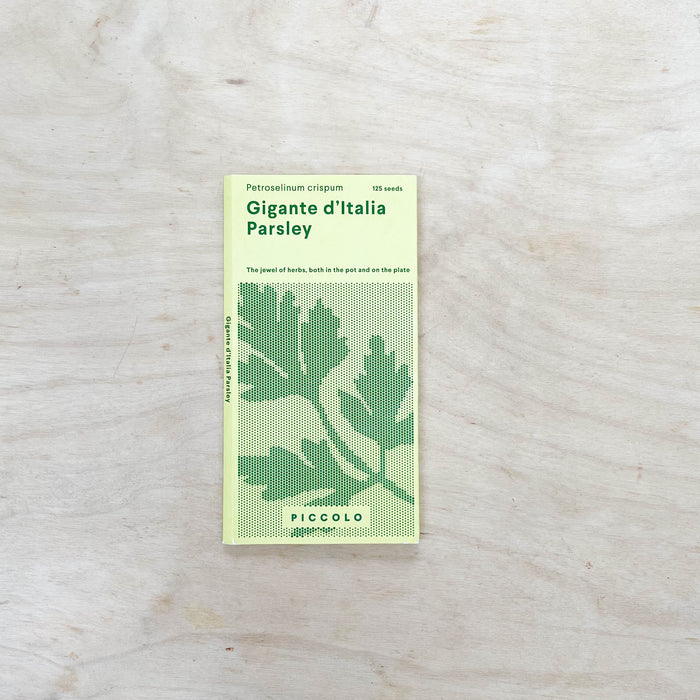 Petroselinum crispum
125 seeds
Gigante d'Italia
Parsley
The jewel of herbs, both in the pot and on the plate
Gigante d'Italia Parsley
PICCOLO